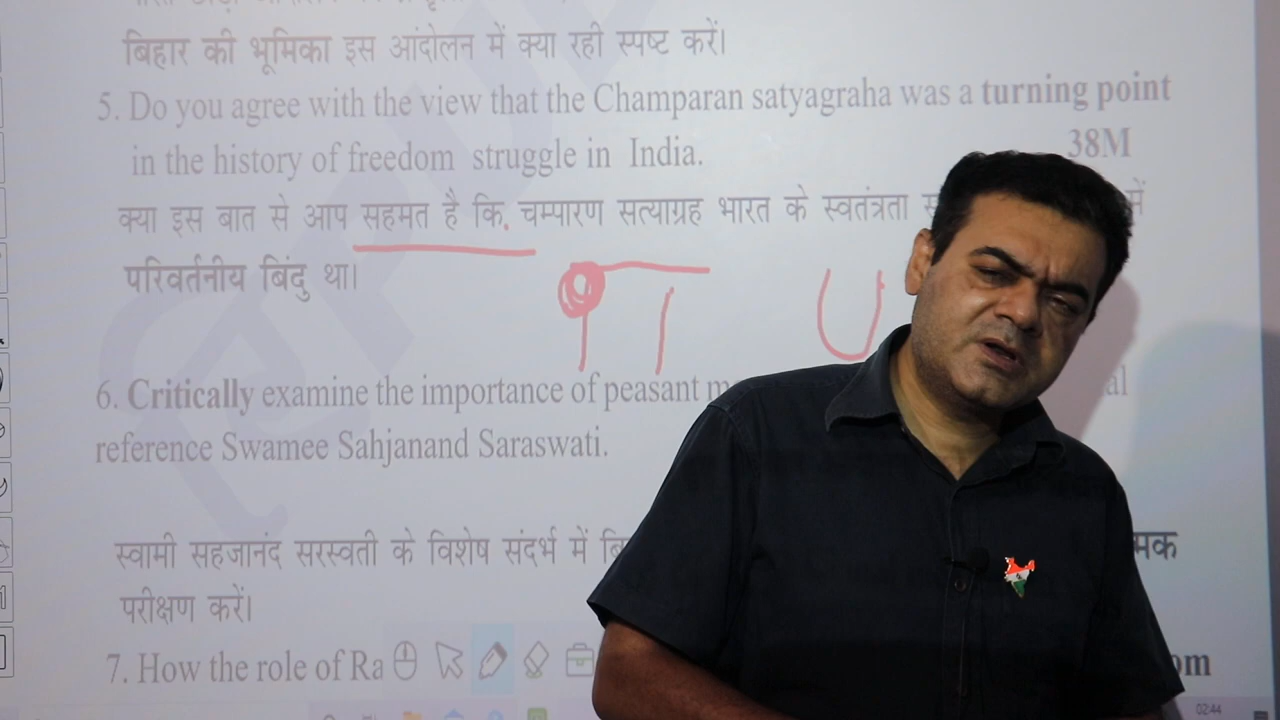 बिहार की भूमिका इस आंदोलन में क्या रही स्पष्ट करें।
5. Do you agree with the view that the Champaran satyagraha was a turning point
in the history of freedom struggle in India.
38M
क्या इस बात से आप सहमत है कि. चम्पारण सत्याग्रह भारत के स्वतंत्रता में
परिवर्तनीय बिंदु था।
6. Critically examine the importance of peasant
reference Swamee Sahjanand Saraswati.
स्वामी सहजानंद सरस्वती के विशेष संदर्भ में
परीक्षण करें।
7. How the role of Ra
02:44